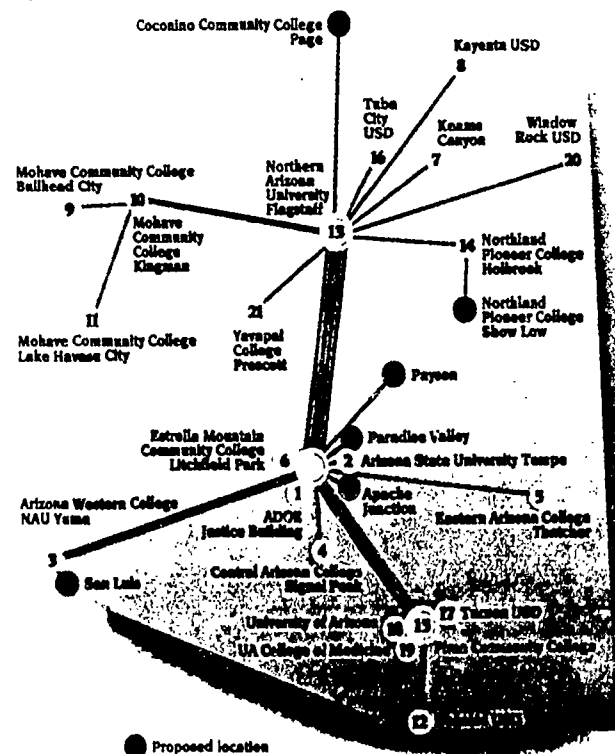 Coconino Community College
Page
Kayenta USD
8
Tuba
City
USD
16
Keams
Canyon
7
Window
Rock USD
20
Mohave Community College
Bullhead City
9
10
Mohave
Community
College
Kingman
Northern
Arizona
University
Flagstaff
13
14
Northland
Pioneer College
Holbrook
Northland
Pioneer College
Show Low
11
Mohave Community College
Lake Havasu City
21
Yavapai
College
Prescott
Payson
Estrella Mountain
Community College
Litchfield Park
6
Paradise Valley
2
Arizona State University Tempe
1
ADOE
Justice Building
Apache
Junction
5
Eastern Arizona College
Thatcher
Arizona Western College
NAU Yuma
3
San Luis
4
Central Arizona College
Signal Peak
17
Tucson USD
University of Arizona
18
15
Pima Community College
UA College of Medicine
19
12
Proposed location